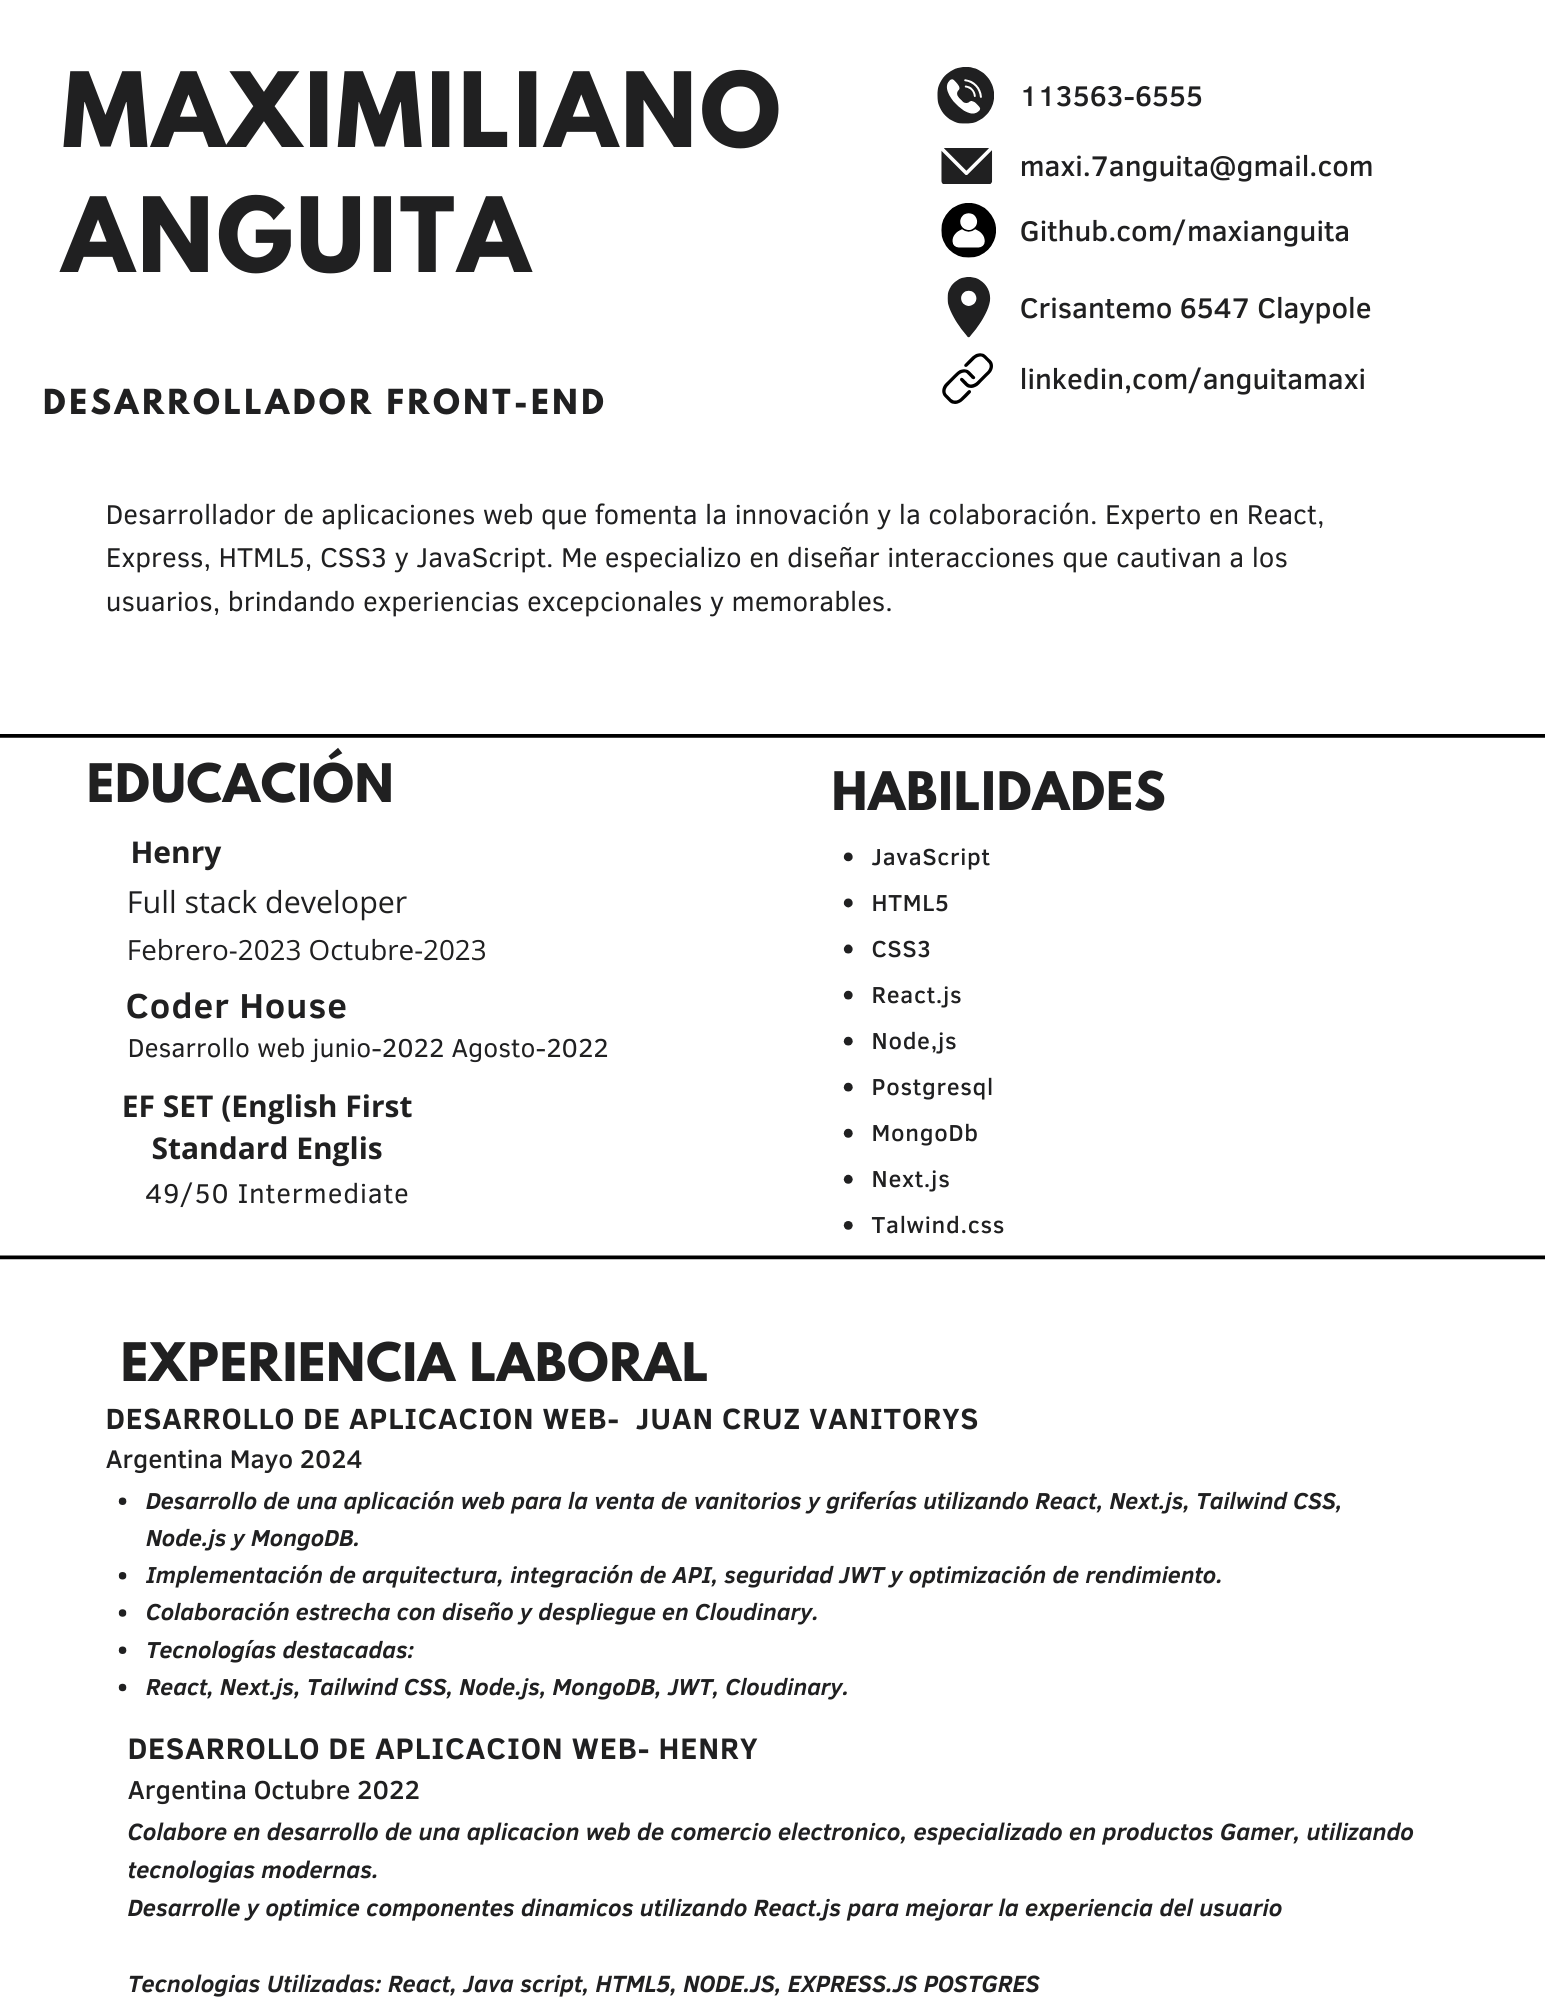 MAXIMILIANO
ANGUITA
DESARROLLADOR FRONT-END
113563-6555
maxi.7anguita@gmail.com
Github.com/maxianguita
Crisantemo 6547 Claypole
linkedin,com/anguitamaxi
Desarrollador de aplicaciones web que fomenta la innovación y la colaboración. Experto en React,
Express, HTML5, CSS3 y JavaScript. Me especializo en diseñar interacciones que cautivan a los
usuarios, brindando experiencias excepcionales y memorables.
EDUCACIÓN
Henry
Full stack developer
Febrero-2023 Octubre-2023
Coder House
Desarrollo web junio-2022 Agosto-2022
EF SET (English First
Standard Englis
49/50 Intermediate
HABILIDADES
• JavaScript
• HTML5
• CSS3
• React.js
• Node,js
• Postgresql
• MongoDb
• Next.js
• Talwind.css
EXPERIENCIA LABORAL
DESARROLLO DE APLICACION WEB- JUAN CRUZ VANITORYS
Argentina Mayo 2024
• Desarrollo de una aplicación web para la venta de vanitorios y griferías utilizando React, Next.js, Tailwind CSS,
Node.js y MongoDB.
• Implementación de arquitectura, integración de API, seguridad JWT y optimización de rendimiento.
• Colaboración estrecha con diseño y despliegue en Cloudinary.
• Tecnologías destacadas:
• React, Next.js, Tailwind CSS, Node.js, MongoDB, JWT, Cloudinary.
DESARROLLO DE APLICACION WEB- HENRY
Argentina Octubre 2022
Colabore en desarrollo de una aplicacion web de comercio electronico, especializado en productos Gamer, utilizando
tecnologias modernas.
Desarrolle y optimice componentes dinamicos utilizando React.js para mejorar la experiencia del usuario
Tecnologias Utilizadas: React, Java script, HTML5, NODE.JS, EXPRESS.JS POSTGRES